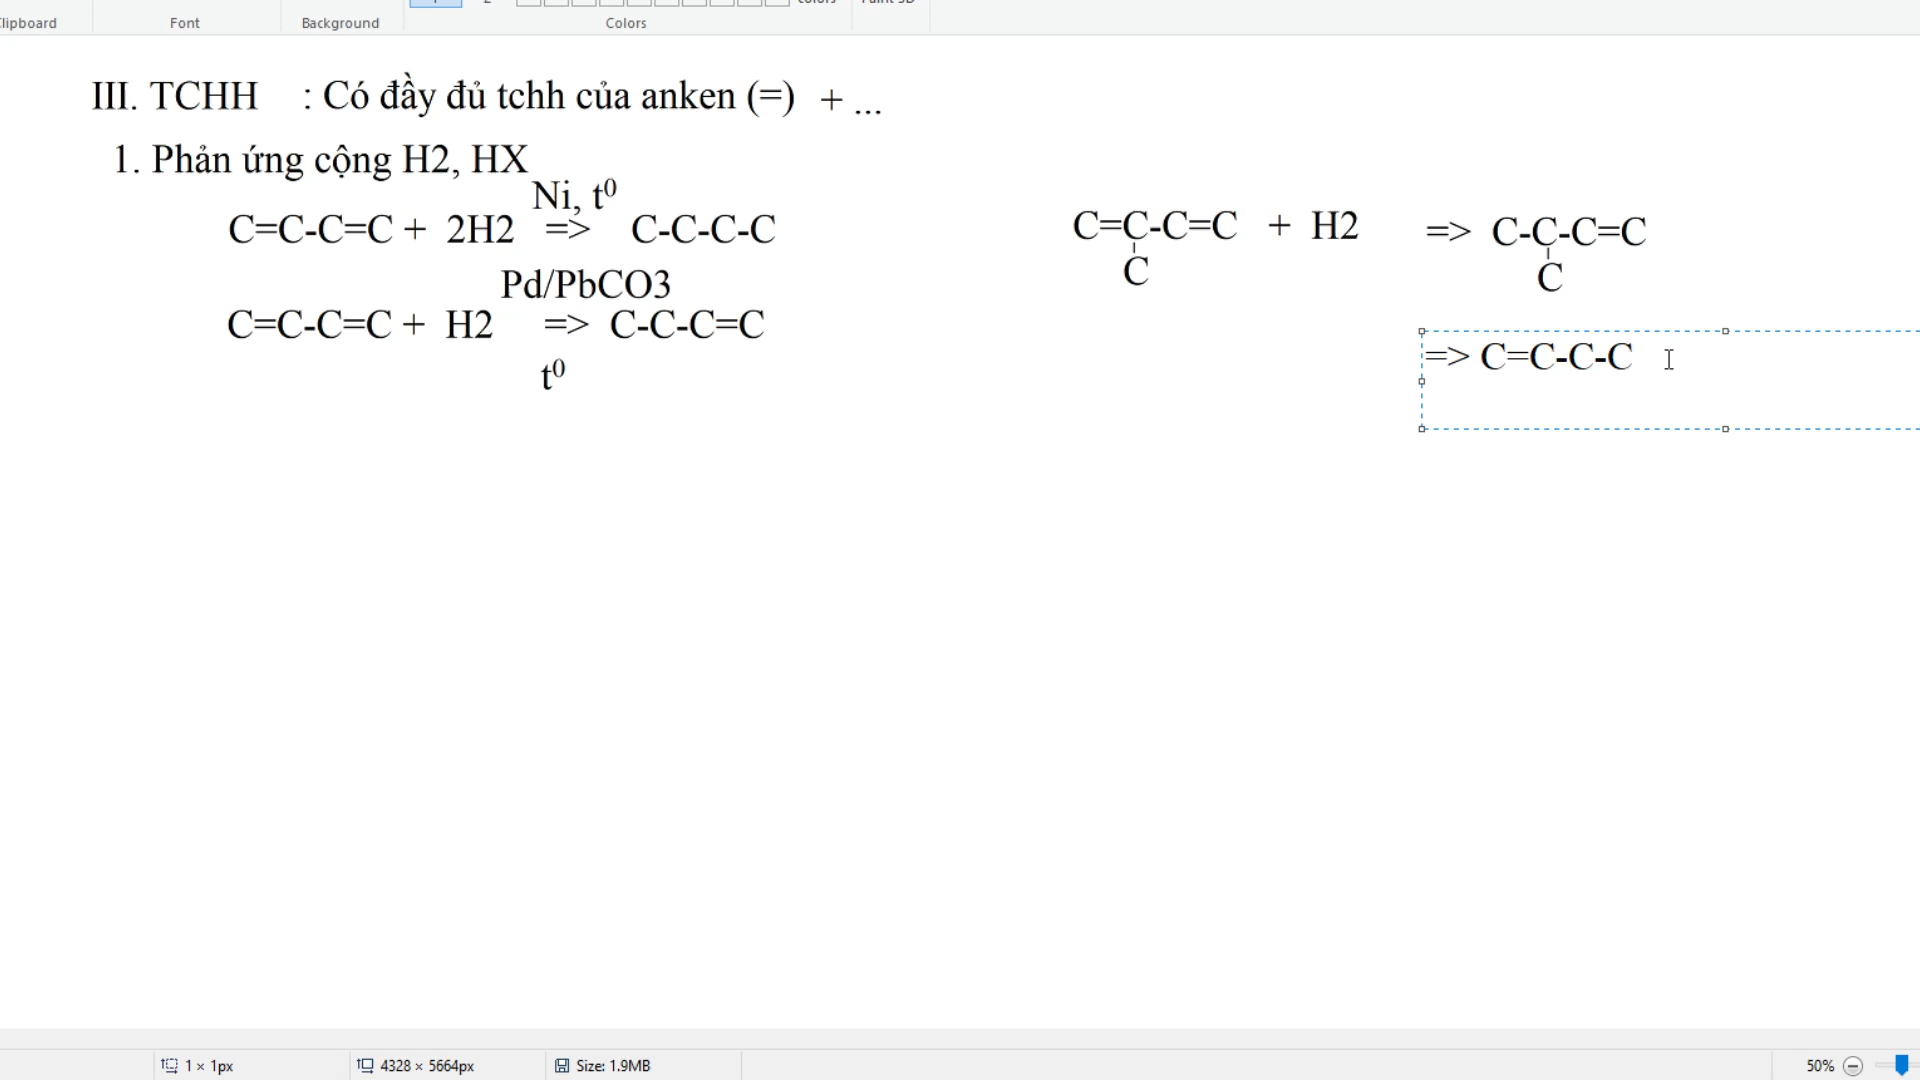 Font
Background
Colors
III. TCHH : Có đầy đủ tchh của anken (=) + ...
1. Phản ứng cộng H2, HX
Ni, t⁰
C=C-C=C + 2H2 => C-C-C-C
Pd/PbCO3
C=C-C=C + H2 => C-C-C=C
t⁰
C=C-C=C + H2 => C-C-C=C
C C
=> C=C-C-C
1 × 1px
4328 × 5664px
Size: 1.9MB
50%